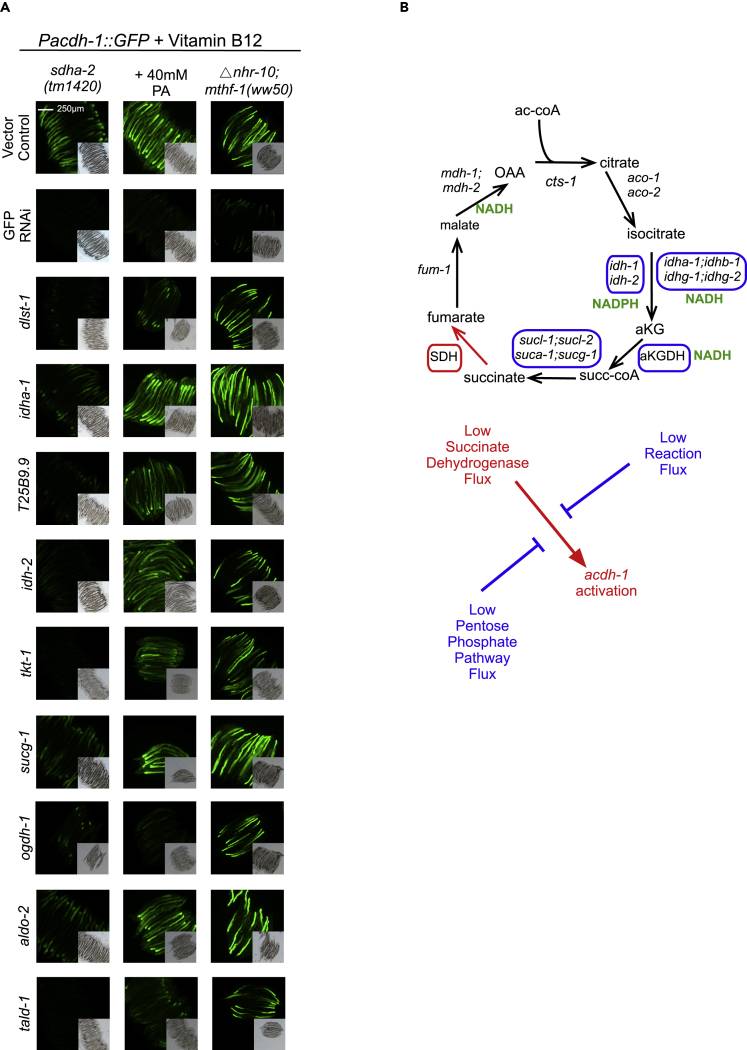 A
Pacdh-1::GFP + Vitamin B12
sdha-2
(tm1420)
+ 40mM
PA
△nhr-10;
mthf-1(ww50)
250µm
Vector
Control
GFP
RNAi
dlst-1
idha-1
T25B9.9
idh-2
tkt-1
sucg-1
ogdh-1
aldo-2
tald-1
B
ac-coA
OAA
citrate
cts-1
mdh-1;
mdh-2
NADH
aco-1
aco-2
malate
isocitrate
fum-1
idh-1
idh-2
NADPH
idha-1;idhb-1
idhg-1;idhg-2
NADH
fumarate
aKG
SDH
sucl-1;sucl-2
suca-1;sucg-1
aKGDH
NADH
succinate
succ-coA
Low
Succinate
Dehydrogenase
Flux
Low
Reaction
Flux
acdh-1
activation
Low
Pentose
Phosphate
Pathway
Flux